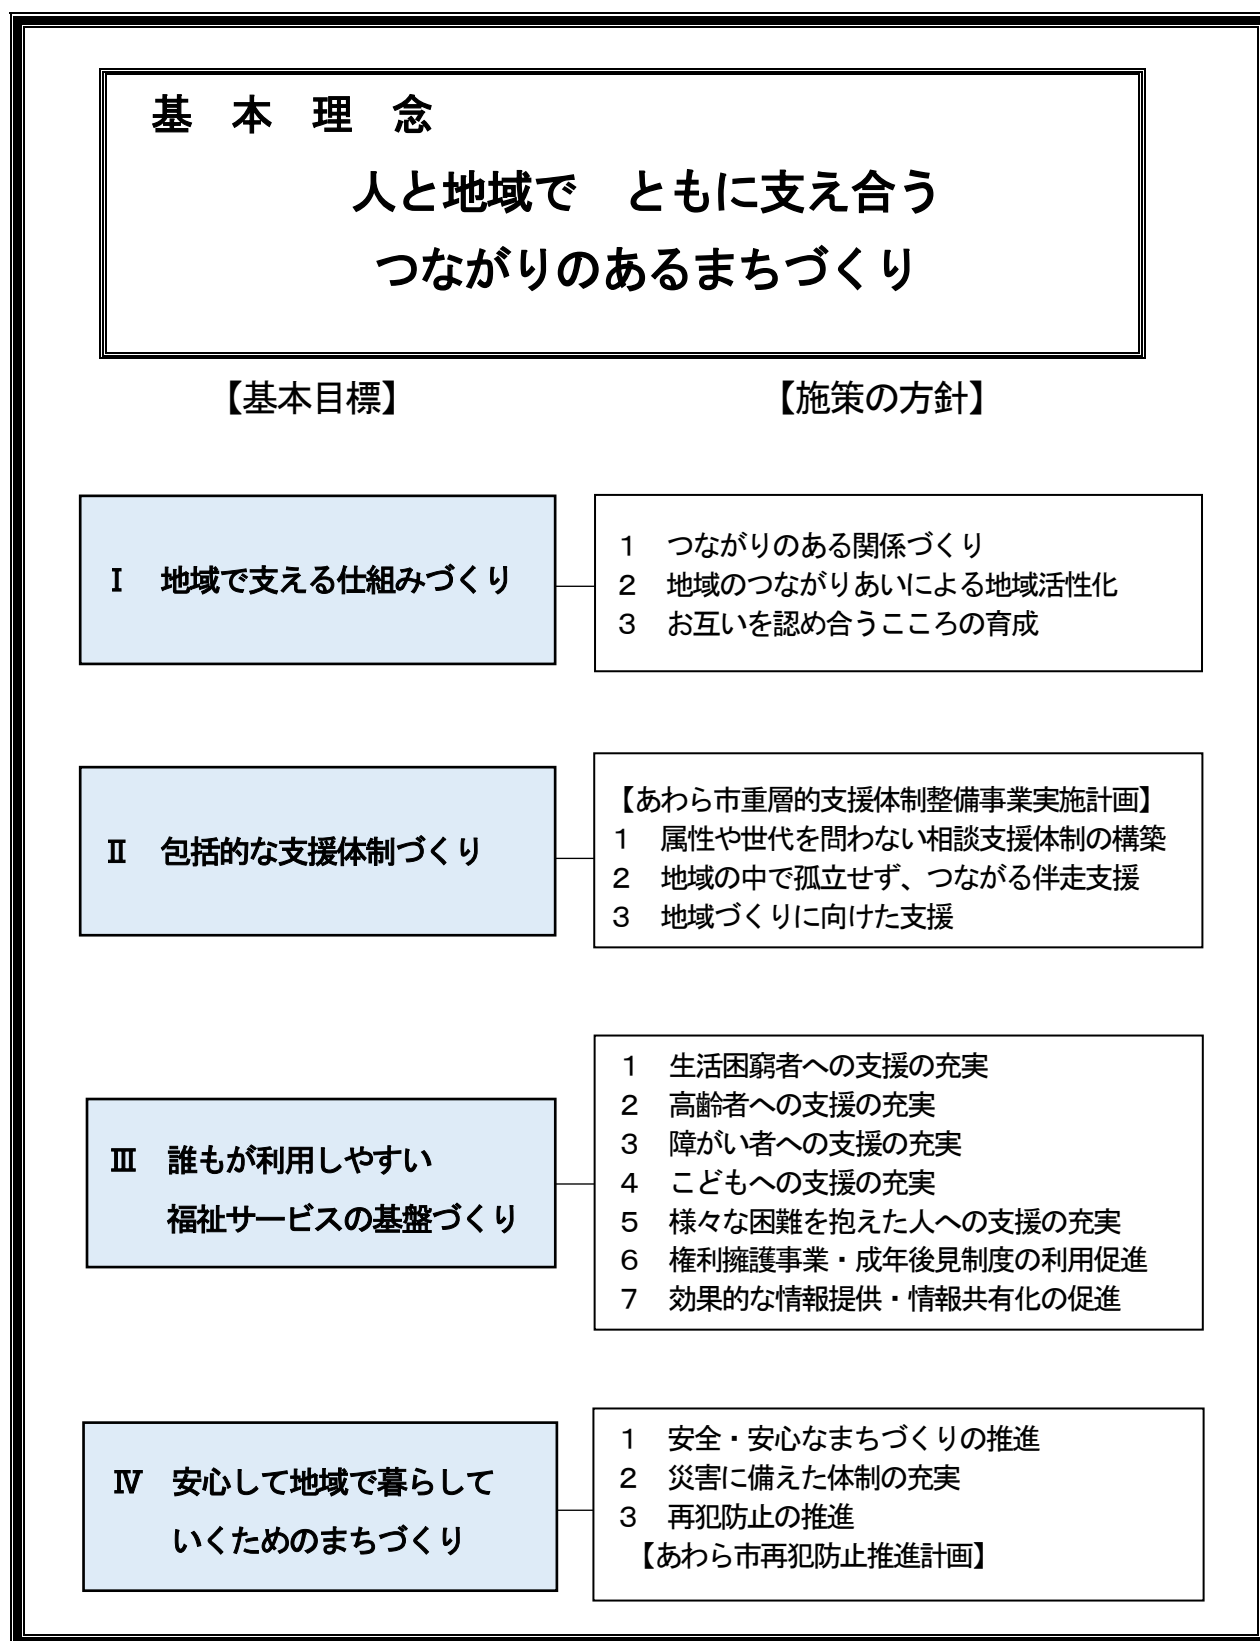 基 本 理 念
人と地域で ともに支え合う
つながりのあるまちづくり
【基本目標】 【施策の方針】
Ⅰ 地域で支える仕組みづくり
1 つながりのある関係づくり
2 地域のつながりあいによる地域活性化
3 お互いを認め合うこころの育成
Ⅱ 包括的な支援体制づくり
【あわら市重層的支援体制整備事業実施計画】
1 属性や世代を問わない相談支援体制の構築
2 地域の中で孤立せず、つながる伴走支援
3 地域づくりに向けた支援
Ⅲ 誰もが利用しやすい
福祉サービスの基盤づくり
1 生活困窮者への支援の充実
2 高齢者への支援の充実
3 障がい者への支援の充実
4 こどもへの支援の充実
5 様々な困難を抱えた人への支援の充実
6 権利擁護事業・成年後見制度の利用促進
7 効果的な情報提供・情報共有化の促進
Ⅳ 安心して地域で暮らして
いくためのまちづくり
1 安全・安心なまちづくりの推進
2 災害に備えた体制の充実
3 再犯防止の推進
【あわら市再犯防止推進計画】